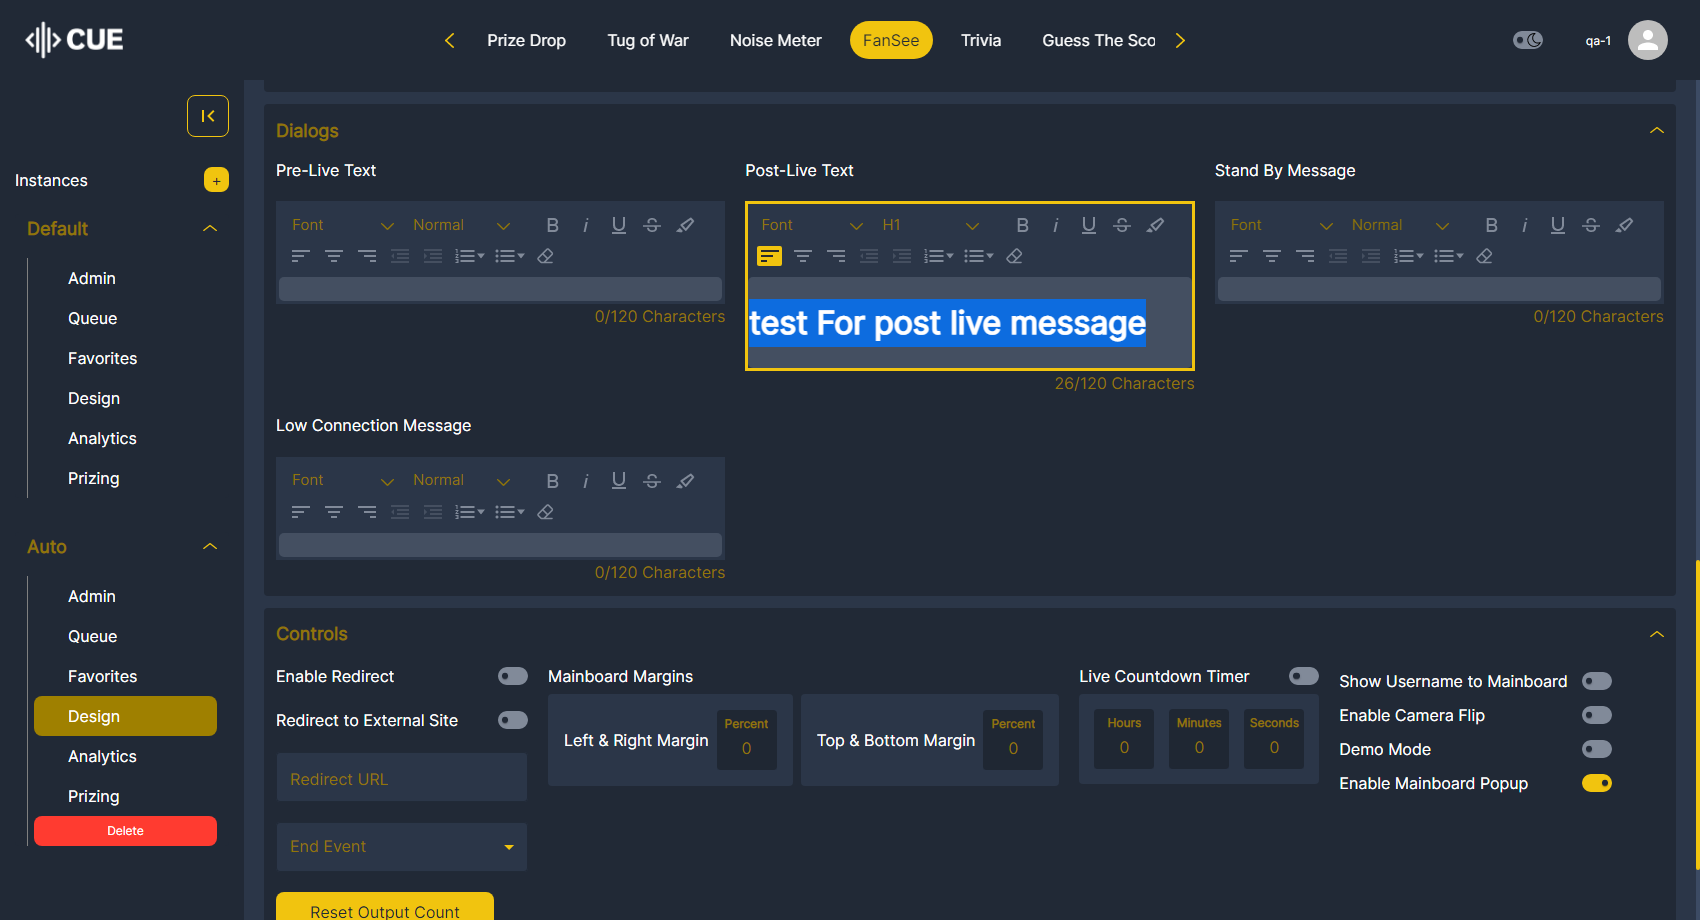 CUE
Prize Drop
Tug of War
Noise Meter
FanSee
Trivia
Guess The Sco
qa-1
Instances
+
Default
Admin
Queue
Favorites
Design
Analytics
Prizing
Auto
Admin
Queue
Favorites
Design
Analytics
Prizing
Delete
Dialogs
Pre-Live Text
Font Normal B i U S
0/120 Characters
Post-Live Text
Font H1 B i U S
test For post live message
26/120 Characters
Stand By Message
Font Normal B i U S
0/120 Characters
Low Connection Message
Font Normal B i U S
0/120 Characters
Controls
Enable Redirect
Redirect to External Site
Redirect URL
End Event
Reset Output Count
Mainboard Margins
Left & Right Margin
Percent
0
Top & Bottom Margin
Percent
0
Live Countdown Timer
Hours
0
Minutes
0
Seconds
0
Show Username to Mainboard
Enable Camera Flip
Demo Mode
Enable Mainboard Popup